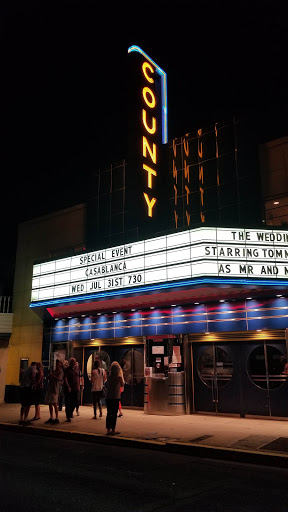 COUNTY
SPECIAL EVENT
CASABLANCA
WED JUL 31ST 730
THE WEDDIN
STARRING TOMM
AS MR AND M